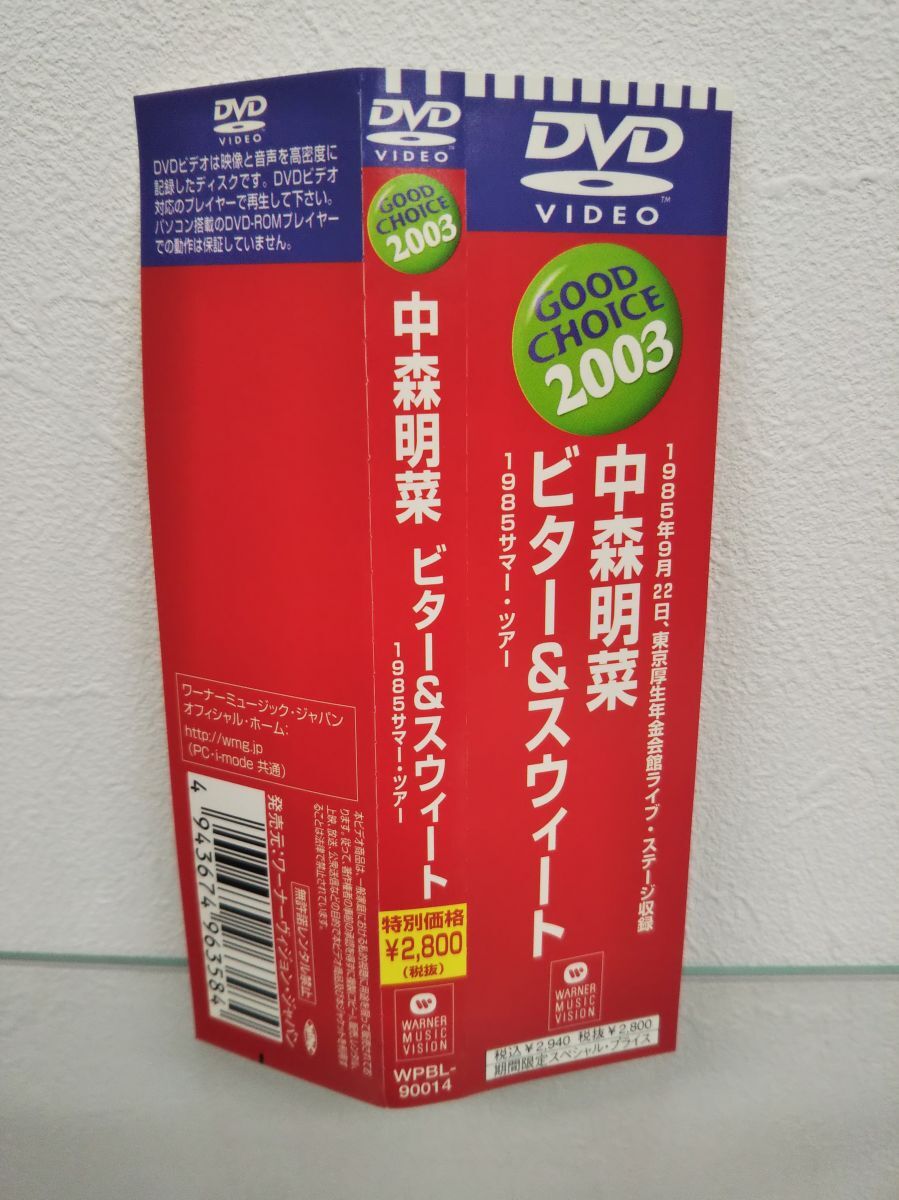 DVD
VIDEO
DVDビデオは映像と音声を高密度に
記録したディスクです。DVDビデオ
対応のプレイヤーで再生して下さい。
パソコン搭載のDVD-ROMプレイヤー
での動作は保証していません。
ワーナーミュージック・ジャパン
オフィシャル・ホーム:
http://wmg.jp
(PC・i-mode 共通)
4 943674 963584
発売元:ワーナーヴィジョン・ジャパン
無許諾レンタル禁止
DVD
VIDEO
TM
GOOD
CHOICE
2003
中森明菜 ビター&スウィート
1985サマー・ツアー
特別価格
¥2,800
(税抜)
WARNER
MUSIC
VISION
WPBL-
90014
DVD
VIDEO
TM
GOOD
CHOICE
2003
1985年9月22日、東京厚生年金会館ライブ・ステージ収録
中森明菜
ビター&スウィート
1985サマー・ツアー
WARNER
MUSIC
VISION
税込¥2,940 税抜¥2,800
期間限定スペシャル・プライス